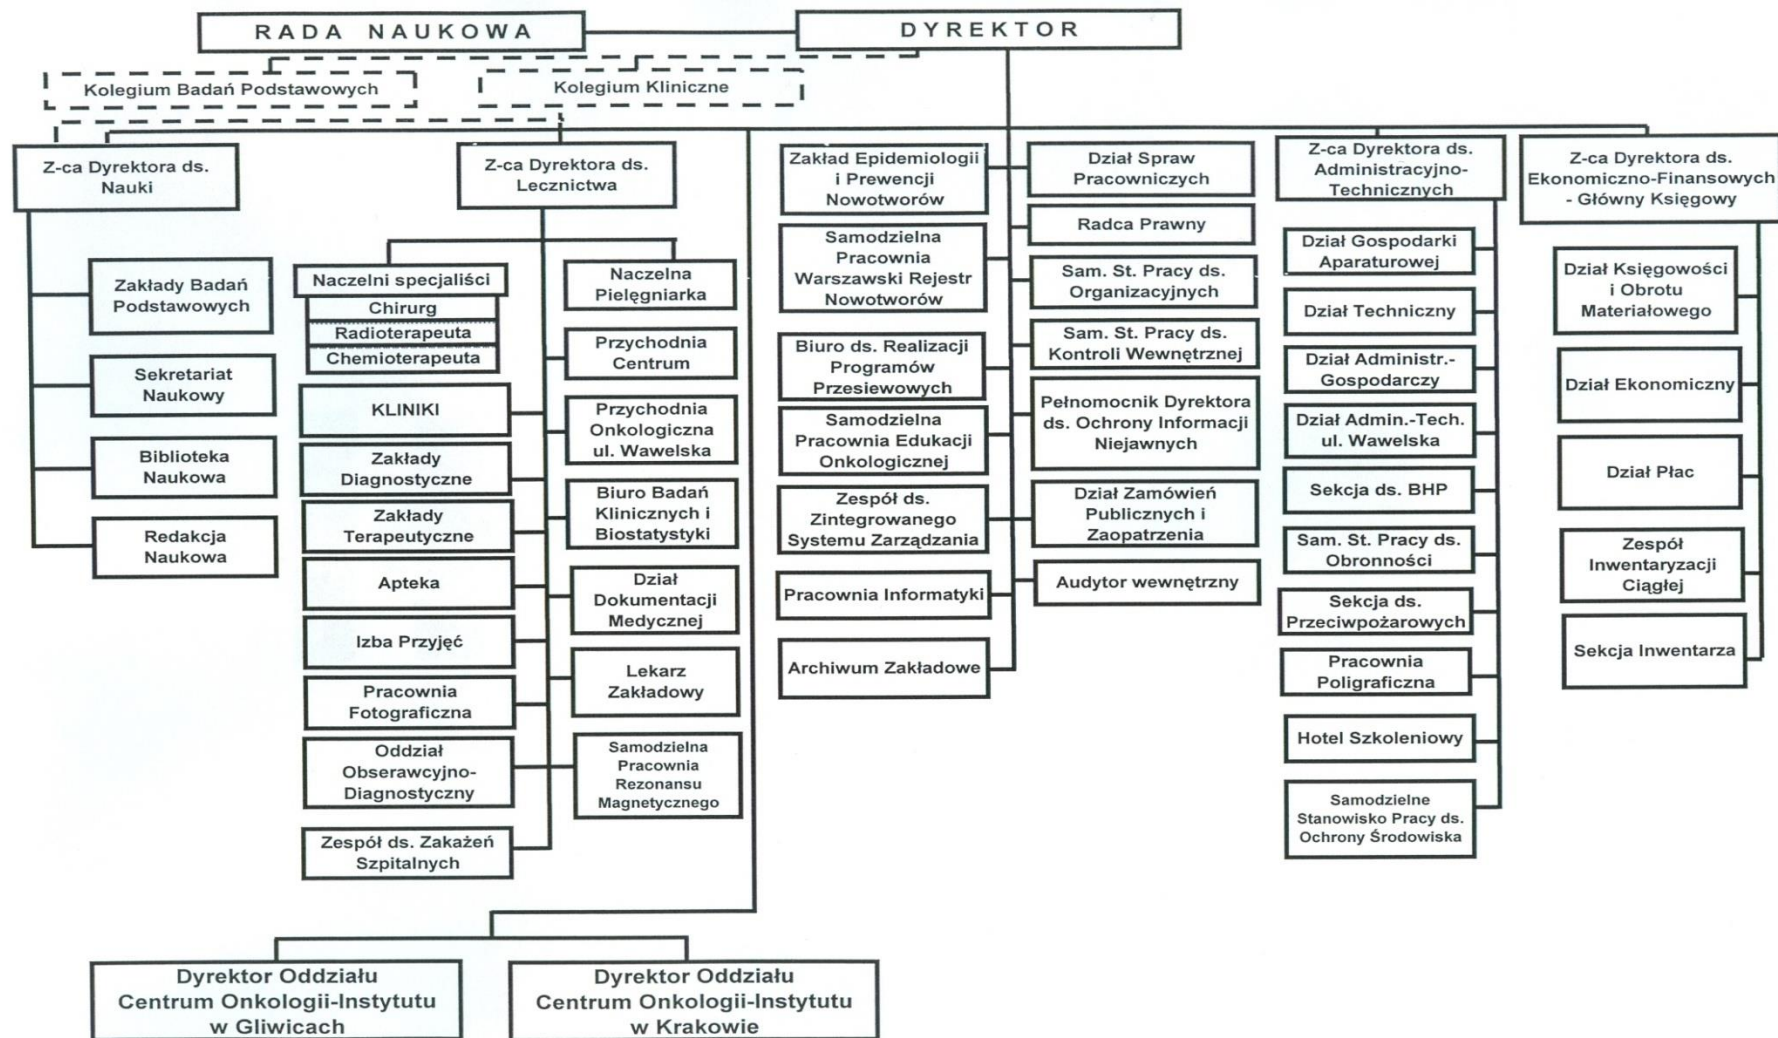 RADA NAUKOWA
DYREKTOR
Kolegium Badań Podstawowych
Kolegium Kliniczne
Z-ca Dyrektora ds.
Nauki
Z-ca Dyrektora ds.
Lecznictwa
Zakład Epidemiologii
i Prewencji
Nowotworów
Dział Spraw
Pracowniczych
Z-ca Dyrektora ds.
Administracyjno-
Technicznych
Z-ca Dyrektora ds.
Ekonomiczno-Finansowych
- Główny Księgowy
Zakłady Badań
Podstawowych
Sekretariat
Naukowy
Biblioteka
Naukowa
Redakcja
Naukowa
Naczelni specjaliści
Chirurg
Radioterapeuta
Chemioterapeuta
KLINIKI
Zakłady
Diagnostyczne
Zakłady
Terapeutyczne
Apteka
Izba Przyjęć
Pracownia
Fotograficzna
Oddział
Obserawcyjno-
Diagnostyczny
Zespół ds. Zakażeń
Szpitalnych
Naczelna
Pielęgniarka
Przychodnia
Centrum
Przychodnia
Onkologiczna
ul. Wawelska
Biuro Badań
Klinicznych i
Biostatystyki
Dział
Dokumentacji
Medycznej
Lekarz
Zakładowy
Samodzielna
Pracownia
Rezonansu
Magnetycznego
Samodzielna
Pracownia
Warszawski Rejestr
Nowotworów
Biuro ds. Realizacji
Programów
Przesiewowych
Samodzielna
Pracownia Edukacji
Onkologicznej
Zespół ds.
Zintegrowanego
Systemu Zarządzania
Pracownia Informatyki
Archiwum Zakładowe
Radca Prawny
Sam. St. Pracy ds.
Organizacyjnych
Sam. St. Pracy ds.
Kontroli Wewnętrznej
Pełnomocnik Dyrektora
ds. Ochrony Informacji
Niejawnych
Dział Zamówień
Publicznych i
Zaopatrzenia
Audytor wewnętrzny
Dział Gospodarki
Aparaturowej
Dział Techniczny
Dział Administr.-
Gospodarczy
Dział Admin.-Tech.
ul. Wawelska
Sekcja ds. BHP
Sam. St. Pracy ds.
Obronności
Sekcja ds.
Przeciwpożarowych
Pracownia
Poligraficzna
Hotel Szkoleniowy
Samodzielne
Stanowisko Pracy ds.
Ochrony Środowiska
Dział Księgowości
i Obrotu
Materiałowego
Dział Ekonomiczny
Dział Płac
Zespół
Inwentaryzacji
Ciągłej
Sekcja Inwentarza
Dyrektor Oddziału
Centrum Onkologii-Instytutu
w Gliwicach
Dyrektor Oddziału
Centrum Onkologii-Instytutu
w Krakowie